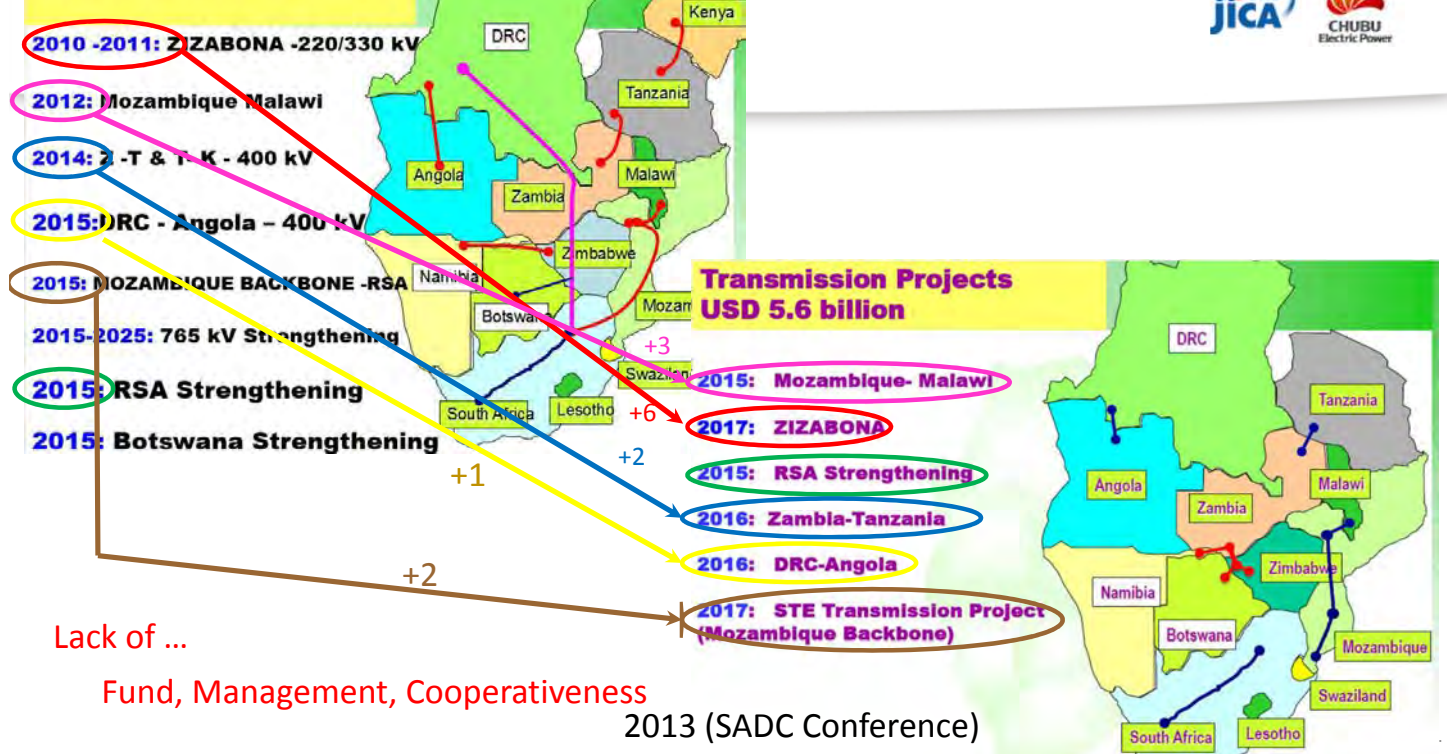 jICA
CHUBU
Electric Power
2010 -2011: ZIZABONA -220/330 kV
2012: Mozambique Malawi
2014: Z -T & T- K - 400 kV
2015:DRC - Angola – 400 kV
2015: MOZAMBIQUE BACKBONE -RSA
2015-2025: 765 kV Strengthening
2015: RSA Strengthening
2015: Botswana Strengthening
Kenya
DRC
Tanzania
Angola
Malawi
Zambia
Zimbabwe
Namibia
Botswa
Mozam
Swazilan
South Africa
Lesotho
+3
+6
+2
+1
+2
Transmission Projects
USD 5.6 billion
2015: Mozambique- Malawi
2017: ZIZABONA
2015: RSA Strengthening
2016: Zambia-Tanzania
2016: DRC-Angola
2017: STE Transmission Project
(Mozambique Backbone)
DRC
Tanzania
Angola
Malawi
Zambia
Zimbabwe
Namibia
Botswana
Mozambique
Swaziland
South Africa
Lesotho
Lack of ...
Fund, Management, Cooperativeness
2013 (SADC Conference)